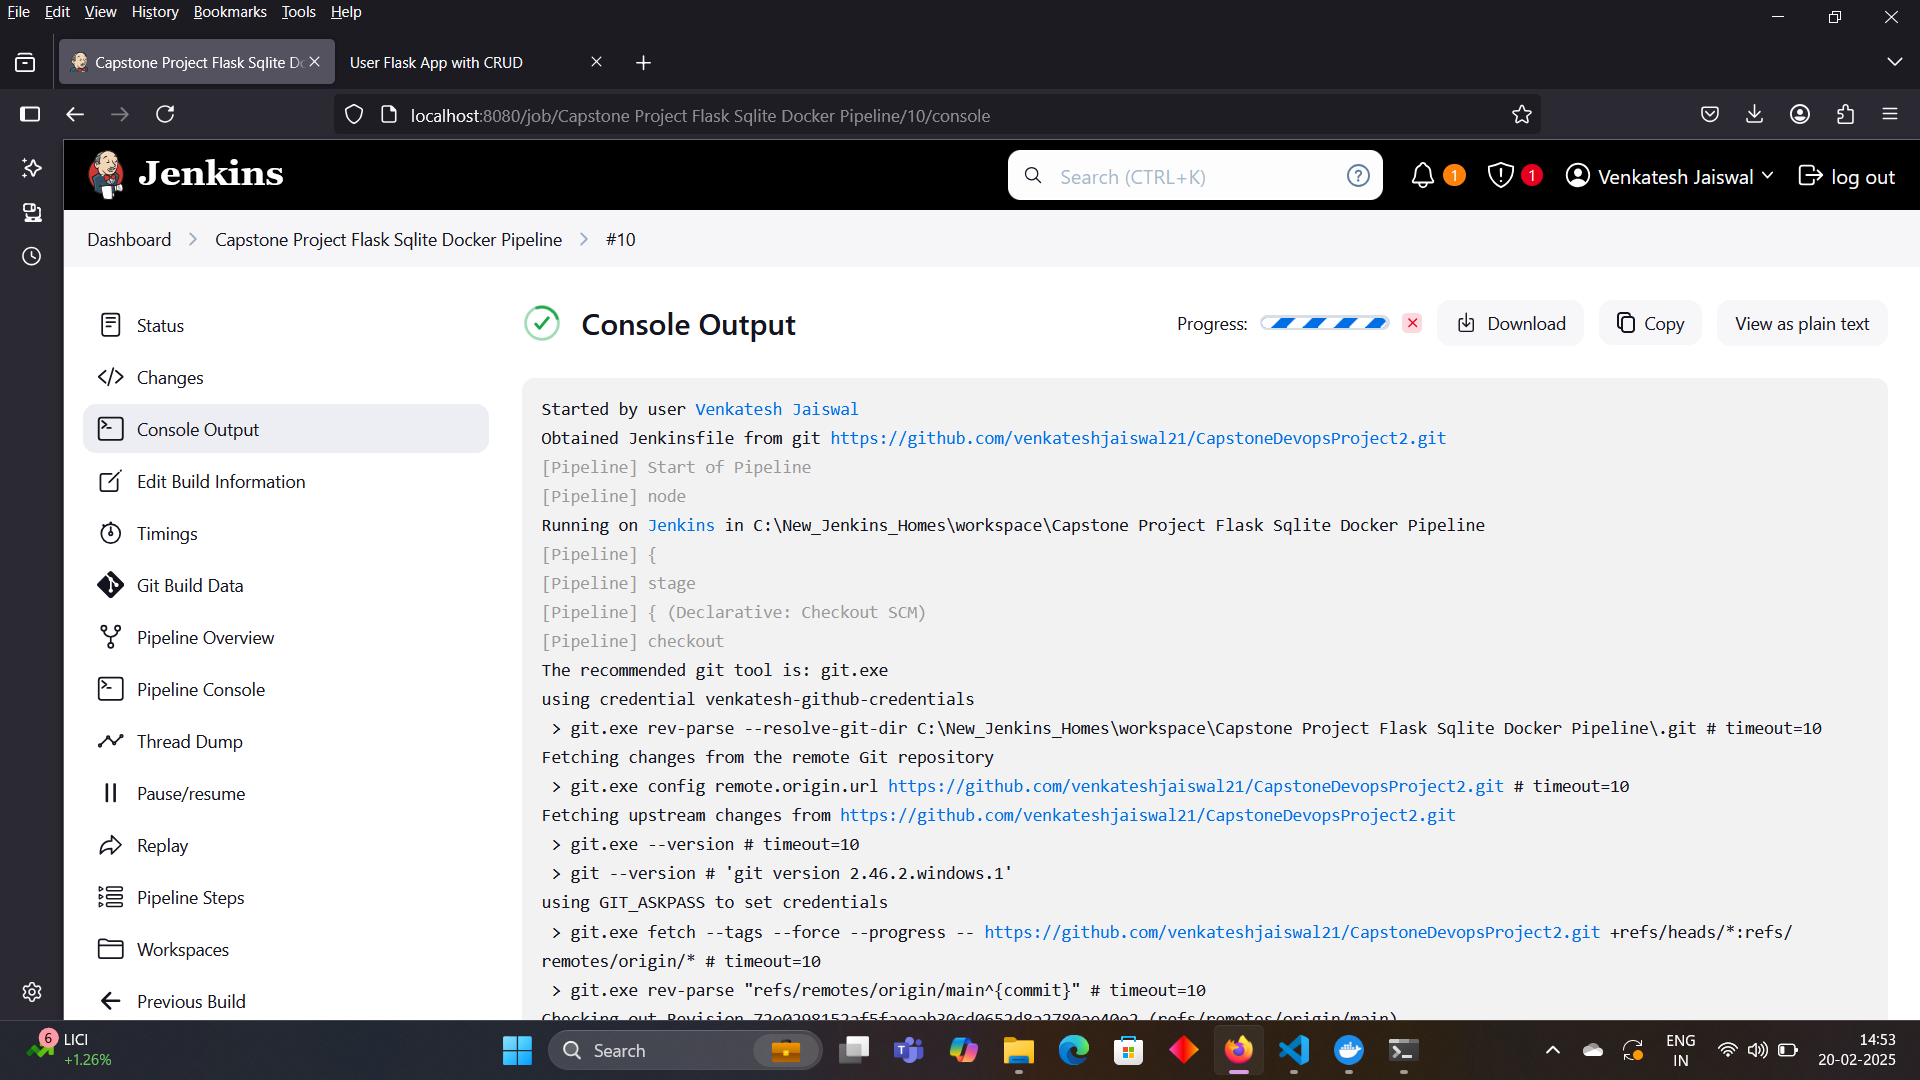 File Edit View History Bookmarks Tools Help
Capstone Project Flask Sqlite Do
User Flask App with CRUD
localhost:8080/job/Capstone Project Flask Sqlite Docker Pipeline/10/console
Jenkins
Search (CTRL+K)
?
1
1
Venkatesh Jaiswal
log out
Dashboard
Capstone Project Flask Sqlite Docker Pipeline
#10
Status
Changes
Console Output
Edit Build Information
Timings
Git Build Data
Pipeline Overview
Pipeline Console
Thread Dump
Pause/resume
Replay
Pipeline Steps
Workspaces
Previous Build
Console Output
Progress:
Download
Copy
View as plain text
Started by user Venkatesh Jaiswal
Obtained Jenkinsfile from git https://github.com/venkateshjaiswal21/CapstoneDevopsProject2.git
[Pipeline] Start of Pipeline
[Pipeline] node
Running on Jenkins in C:\New_Jenkins_Homes\workspace\Capstone Project Flask Sqlite Docker Pipeline
[Pipeline] {
[Pipeline] stage
[Pipeline] { (Declarative: Checkout SCM)
[Pipeline] checkout
The recommended git tool is: git.exe
using credential venkatesh-github-credentials
> git.exe rev-parse --resolve-git-dir C:\New_Jenkins_Homes\workspace\Capstone Project Flask Sqlite Docker Pipeline\.git # timeout=10
Fetching changes from the remote Git repository
> git.exe config remote.origin.url https://github.com/venkateshjaiswal21/CapstoneDevopsProject2.git # timeout=10
Fetching upstream changes from https://github.com/venkateshjaiswal21/CapstoneDevopsProject2.git
> git.exe --version # timeout=10
> git --version # 'git version 2.46.2.windows.1'
using GIT_ASKPASS to set credentials
> git.exe fetch --tags --force --progress -- https://github.com/venkateshjaiswal21/CapstoneDevopsProject2.git +refs/heads/*:refs/
remotes/origin/* # timeout=10
> git.exe rev-parse "refs/remotes/origin/main^{commit}" # timeout=10
Checking out Revision (refs/remotes/origin/main)
6
LICI
+1.26%
Search
ENG
IN
14:53
20-02-2025